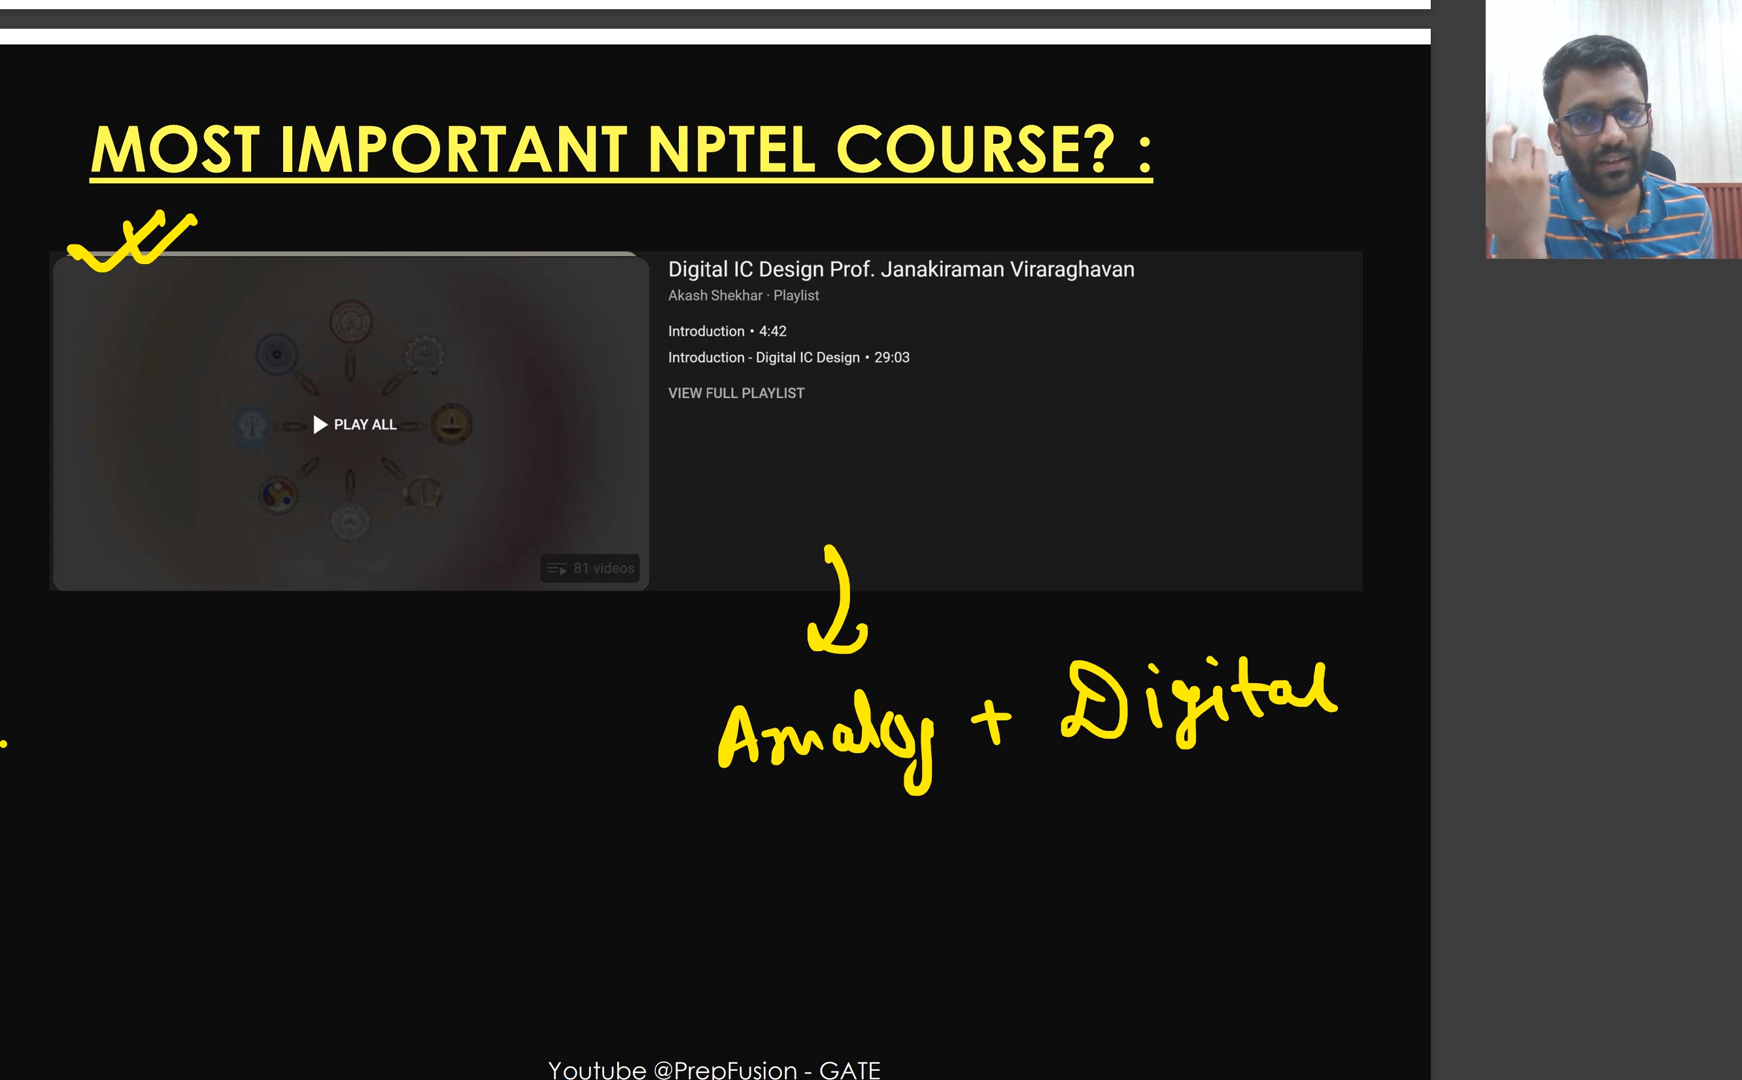 MOST IMPORTANT NPTEL COURSE? :
Digital IC Design Prof. Janakiraman Viraraghavan
Akash Shekhar · Playlist
Introduction • 4:42
Introduction - Digital IC Design • 29:03
VIEW FULL PLAYLIST
PLAY ALL
81 videos
Analog + Digital
Youtube @PrepFusion - GATE